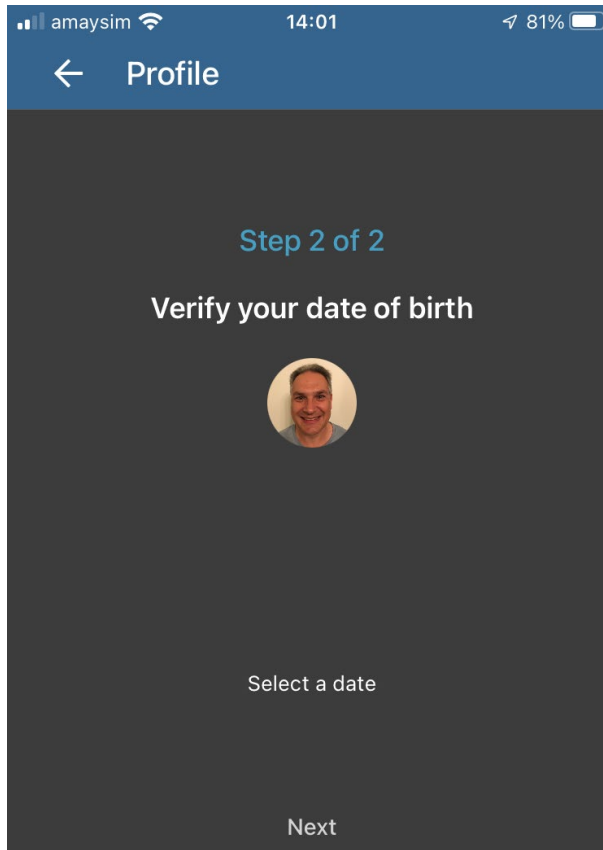 amaysim 14:01 81%
Profile
Step 2 of 2
Verify your date of birth
Select a date
Next